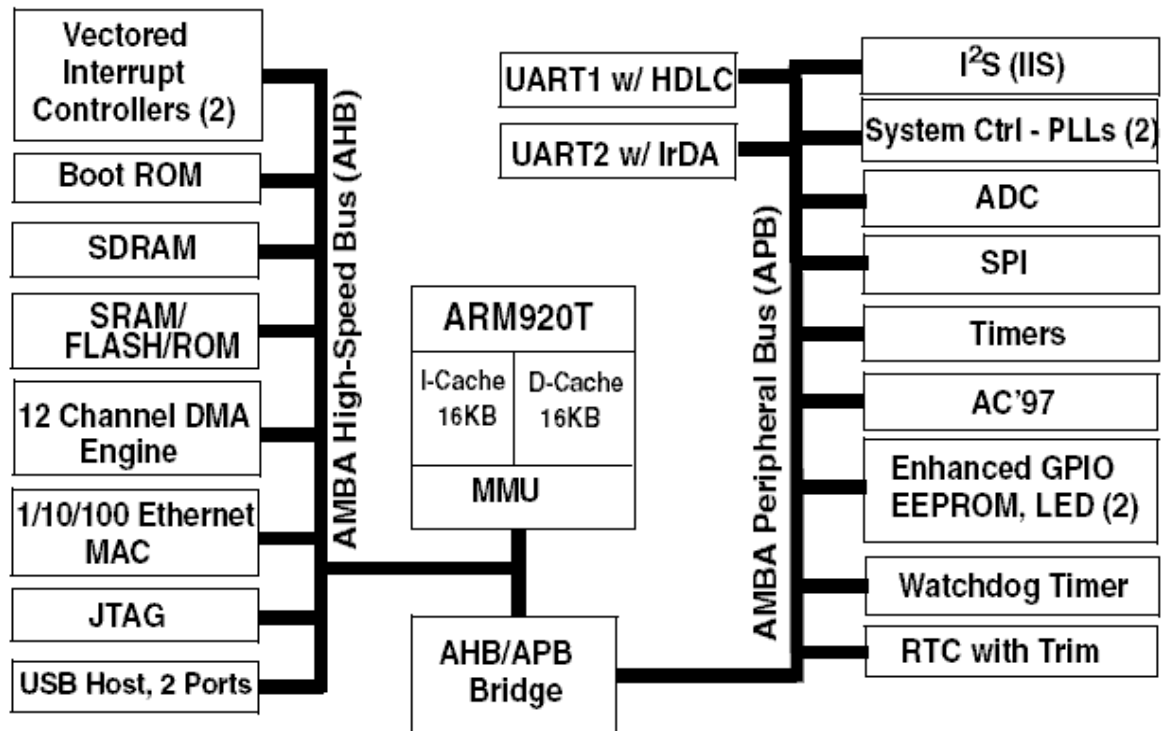 Vectored
Interrupt
Controllers (2)
Boot ROM
SDRAM
SRAM/
FLASH/ROM
12 Channel DMA
Engine
1/10/100 Ethernet
MAC
JTAG
USB Host, 2 Ports
AMBA High-Speed Bus (AHB)
ARM920T
I-Cache
16KB
D-Cache
16KB
MMU
AHB/APB
Bridge
UART1 w/ HDLC
UART2 w/ IrDA
AMBA Peripheral Bus (APB)
I²S (IIS)
System Ctrl - PLLs (2)
ADC
SPI
Timers
AC'97
Enhanced GPIO
EEPROM, LED (2)
Watchdog Timer
RTC with Trim